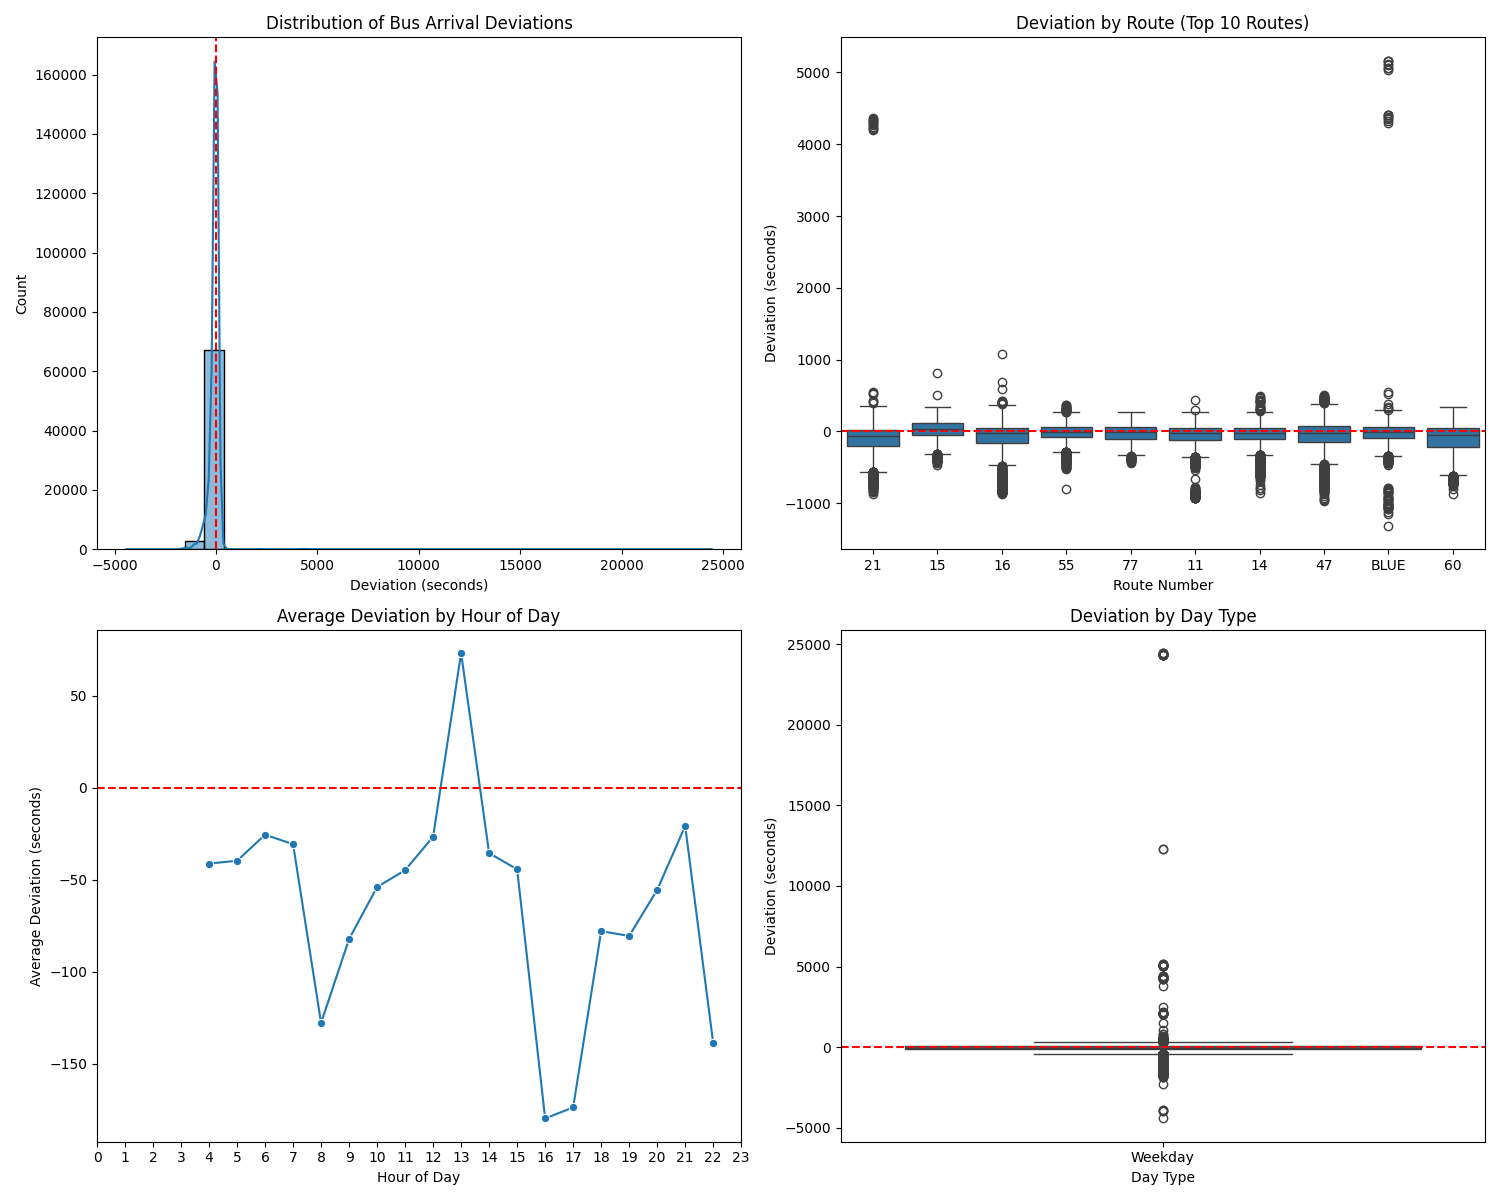 Distribution of Bus Arrival Deviations
Count
160000
140000
120000
100000
80000
60000
40000
20000
0
−5000 0 5000 10000 15000 20000 25000
Deviation (seconds)
Deviation by Route (Top 10 Routes)
Deviation (seconds)
5000
4000
3000
2000
1000
0
−1000
21 15 16 55 77 11 14 47 BLUE 60
Route Number
Average Deviation by Hour of Day
Average Deviation (seconds)
50
0
−50
−100
−150
0 1 2 3 4 5 6 7 8 9 10 11 12 13 14 15 16 17 18 19 20 21 22 23
Hour of Day
Deviation by Day Type
Deviation (seconds)
25000
20000
15000
10000
5000
0
−5000
Weekday
Day Type